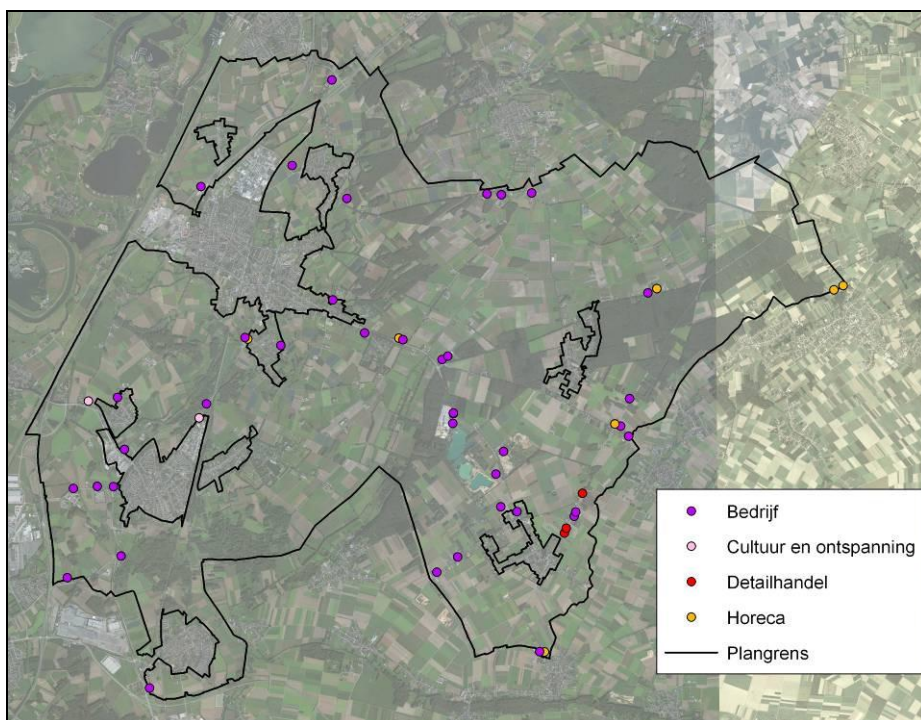 Bedrijf
Cultuur en ontspanning
Detailhandel
Horeca
Plangrens